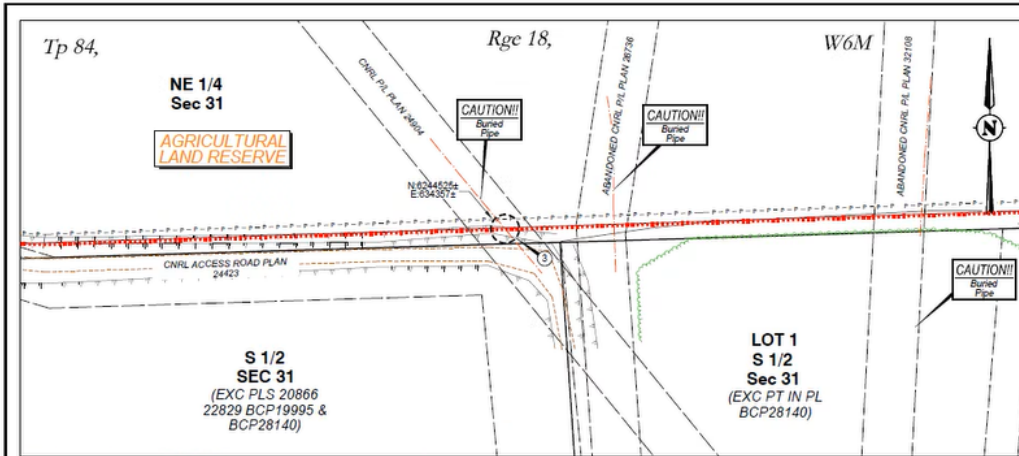 Tp 84,
Rge 18,
W6M
NE 1/4
Sec 31
AGRICULTURAL
LAND RESERVE
CNRL P/L PLAN 24904
CAUTION!!
Buried
Pipe
N:6244525±
E:634357±
ABANDONED CNRL P/L PLAN 26736
CAUTION!!
Buried
Pipe
ABANDONED CNRL P/L PLAN 32108
N
3
CNRL ACCESS ROAD PLAN
24423
CAUTION!!
Buried
Pipe
S 1/2
SEC 31
(EXC PLS 20866
22829 BCP19995 &
BCP28140)
LOT 1
S 1/2
Sec 31
(EXC PT IN PL
BCP28140)